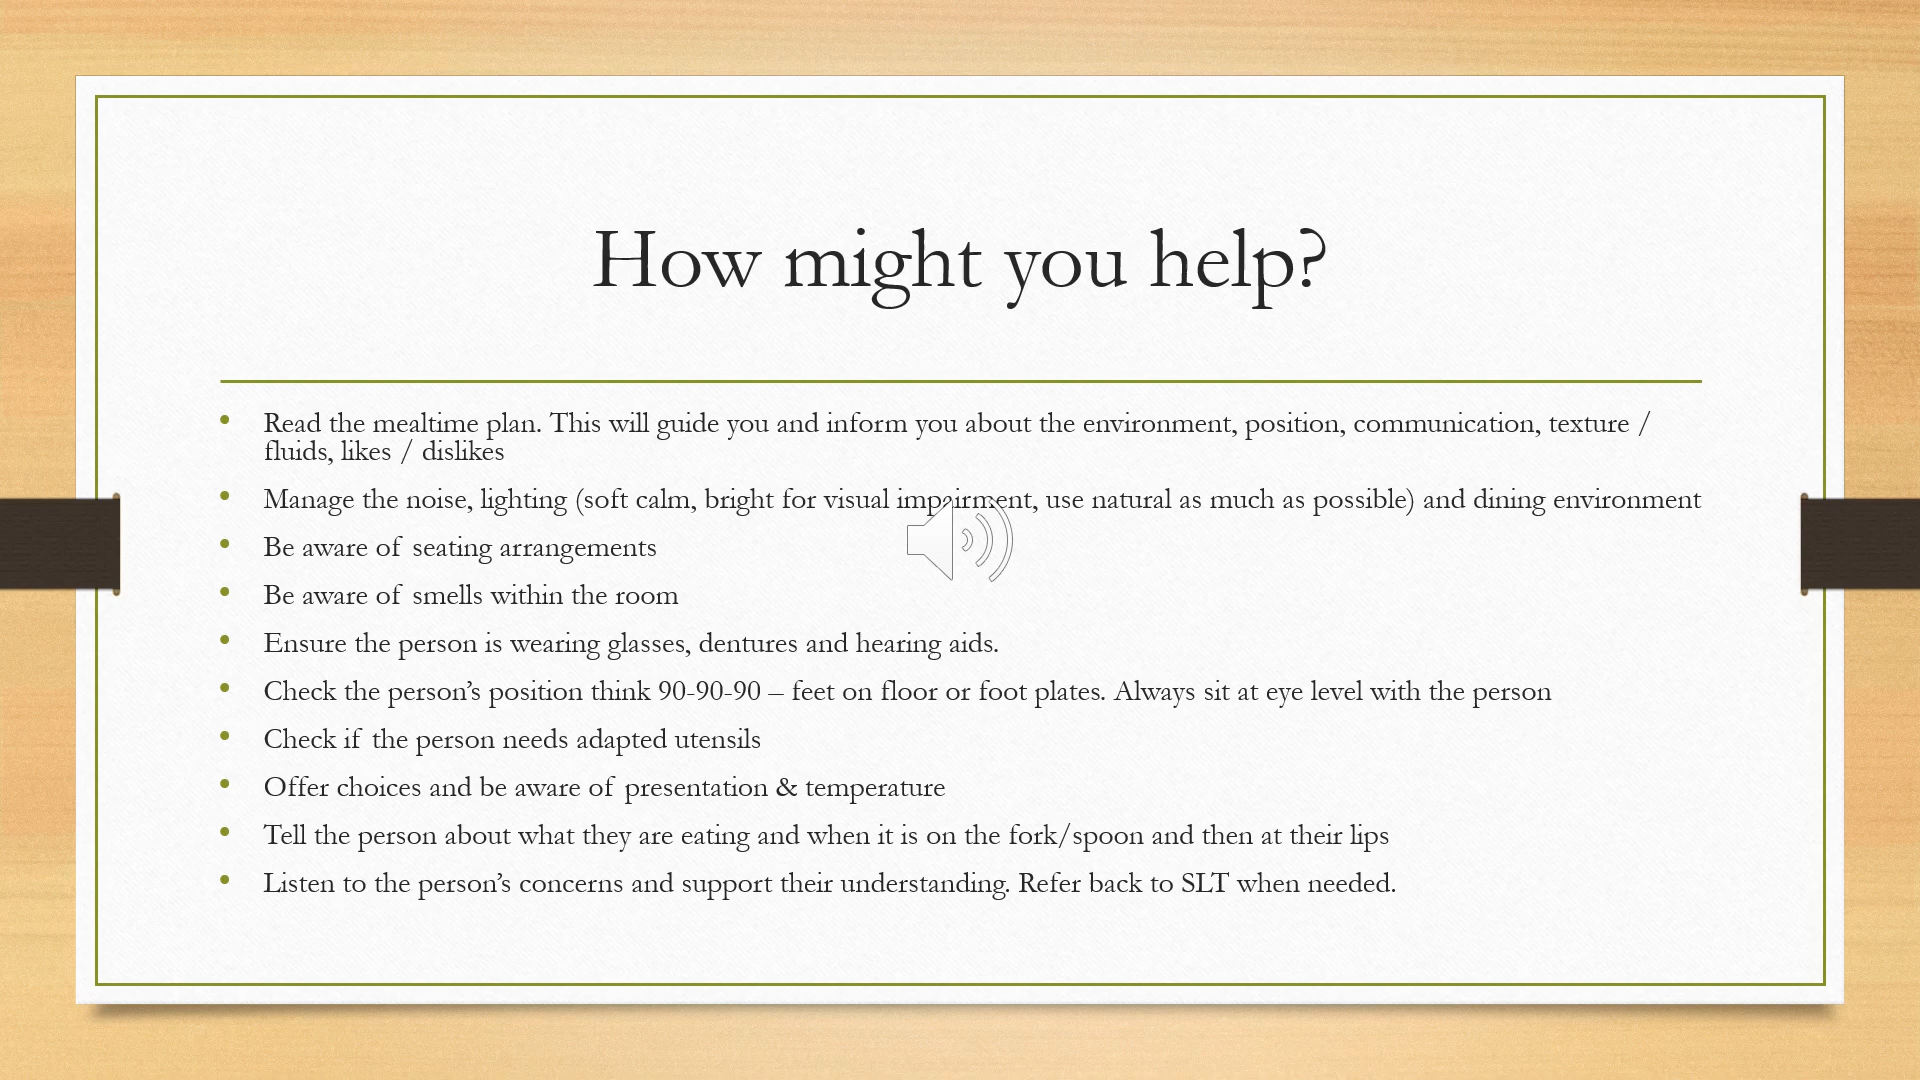 How might you help?
• Read the mealtime plan. This will guide you and inform you about the environment, position, communication, texture /
fluids, likes / dislikes
• Manage the noise, lighting (soft calm, bright for visual impairment, use natural as much as possible) and dining environment
• Be aware of seating arrangements
• Be aware of smells within the room
• Ensure the person is wearing glasses, dentures and hearing aids.
• Check the person’s position think 90-90-90 – feet on floor or foot plates. Always sit at eye level with the person
• Check if the person needs adapted utensils
• Offer choices and be aware of presentation & temperature
• Tell the person about what they are eating and when it is on the fork/spoon and then at their lips
• Listen to the person’s concerns and support their understanding. Refer back to SLT when needed.